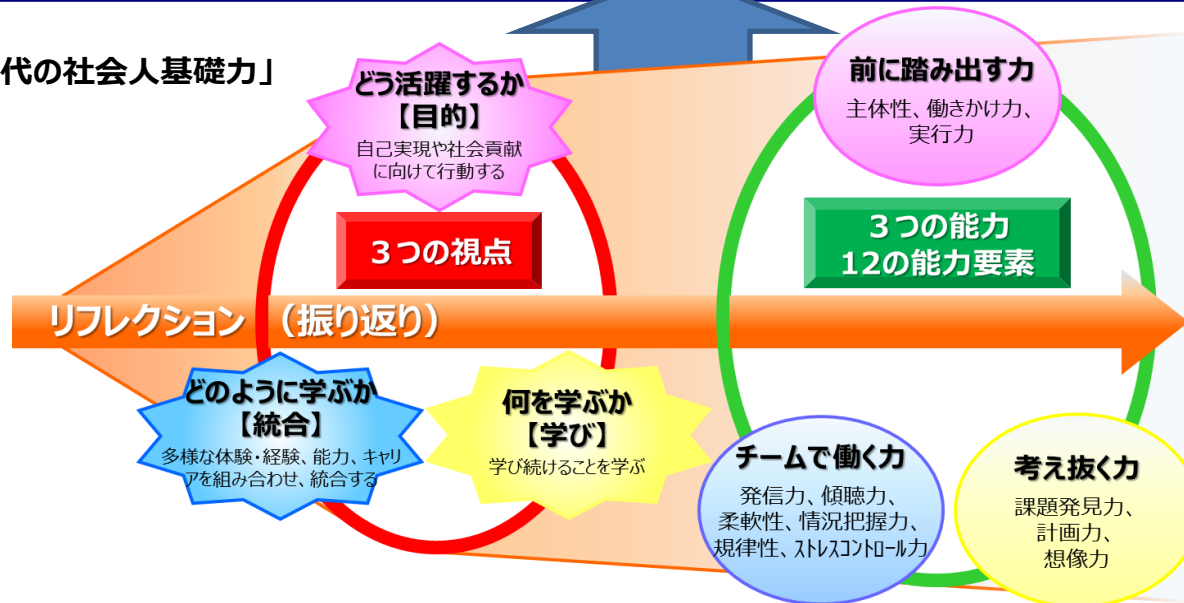 代の社会人基礎力」
どう活躍するか
【目的】
自己実現や社会貢献
に向けて行動する
前に踏み出す力
主体性、働きかけ力、
実行力
３つの視点
３つの能力
12の能力要素
リフレクション （振り返り）
どのように学ぶか
【統合】
多様な体験・経験、能力、キャリ
アを組み合わせ、統合する
何を学ぶか
【学び】
学び続けることを学ぶ
チームで働く力
発信力、傾聴力、
柔軟性、情況把握力、
規律性、ｽﾄﾚｽｺﾝﾄﾛｰﾙ力
考え抜く力
課題発見力、
計画力、
想像力